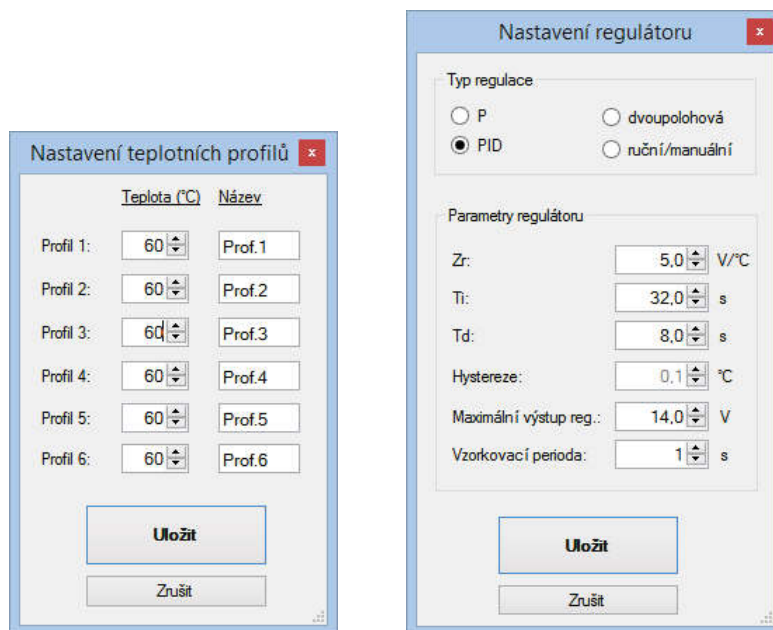 Nastavení teplotních profilů x
Teplota (°C) Název
Profil 1: 60 Prof.1
Profil 2: 60 Prof.2
Profil 3: 60 Prof.3
Profil 4: 60 Prof.4
Profil 5: 60 Prof.5
Profil 6: 60 Prof.6
Uložit
Zrušit
Nastavení regulátoru x
Typ regulace
P dvoupolohová
PID ruční/manuální
Parametry regulátoru
Zr: 5,0 V/°C
Ti: 32,0 s
Td: 8,0 s
Hystereze: 0,1 °C
Maximální výstup reg.: 14,0 V
Vzorkovací perioda: 1 s
Uložit
Zrušit